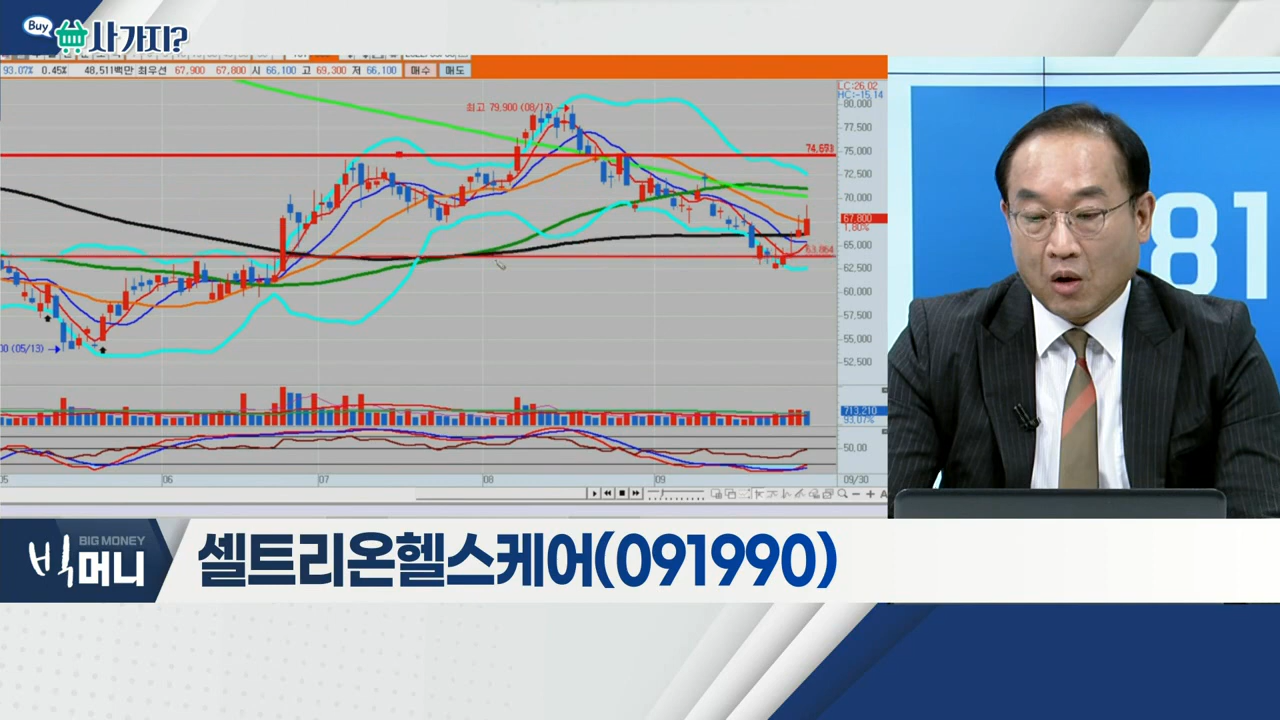 Buy 사가지?
93.07% 0.45% 48,511백만 최우선 67,900 67,800 시 66,100 고 69,300 저 66,100 매수 매도
LC:26.02
HC:-15.14
최고 79,900 (08/17)
80,000
77,500
74,693
75,000
72,500
70,000
67,800
1.80%
65,000
63,864
62,500
60,000
57,500
00 (05/13)
55,000
52,500
713,210
93.07%
50.00
05 06 07 08 09 09/30
81
BIG MONEY
빅머니
셀트리온헬스케어(091990)